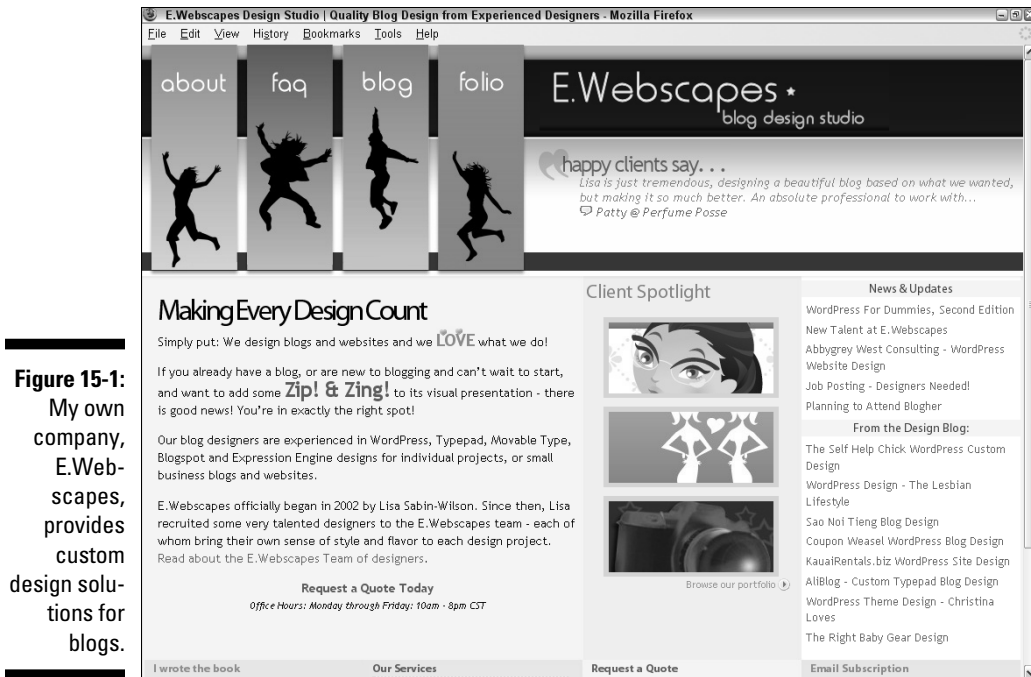 E.Webscapes Design Studio | Quality Blog Design from Experienced Designers - Mozilla Firefox
File Edit View History Bookmarks Tools Help
about faq blog folio
E.Webscapes
blog design studio
happy clients say...
Lisa is just tremendous, designing a beautiful blog based on what we wanted,
but making it so much better. An absolute professional to work with...
Patty @ Perfume Posse
Making Every Design Count
Simply put: We design blogs and websites and we LOVE what we do!
If you already have a blog, or are new to blogging and can't wait to start,
and want to add some Zip! & Zing! to its visual presentation - there
is good news! You're in exactly the right spot!
Our blog designers are experienced in WordPress, Typepad, Movable Type,
Blogspot and Expression Engine designs for individual projects, or small
business blogs and websites.
E.Webscapes officially began in 2002 by Lisa Sabin-Wilson. Since then, Lisa
recruited some very talented designers to the E.Webscapes team - each of
whom bring their own sense of style and flavor to each design project.
Read about the E.Webscapes Team of designers.
Request a Quote Today
Office Hours: Monday through Friday: 10am - 8pm CST
Client Spotlight
Browse our portfolio
News & Updates
WordPress For Dummies, Second Edition
New Talent at E.Webscapes
Abbygrey West Consulting - WordPress
Website Design
Job Posting - Designers Needed!
Planning to Attend Blogher
From the Design Blog:
The Self Help Chick WordPress Custom
Design
WordPress Design - The Lesbian
Lifestyle
Sao Noi Tieng Blog Design
Coupon Weasel WordPress Blog Design
KauaiRentals.biz WordPress Site Design
AliBlog - Custom Typepad Blog Design
WordPress Theme Design - Christina
Loves
The Right Baby Gear Design
I wrote the book
Our Services
Request a Quote
Email Subscription
Figure 15-1:
My own
company,
E.Web-
scapes,
provides
custom
design solu-
tions for
blogs.